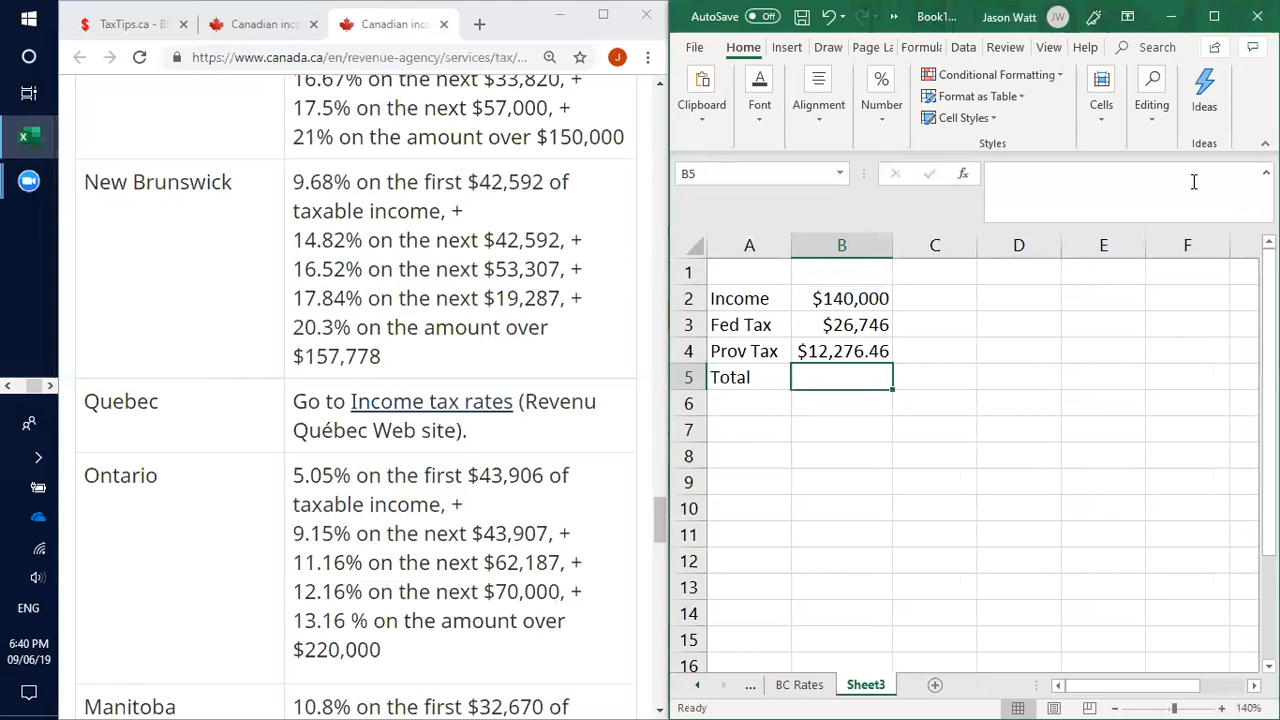 TaxTips.ca - B
Canadian inco
Canadian inco
https://www.canada.ca/en/revenue-agency/services/tax/...
J
16.67% on the next $33,820, +
17.5% on the next $57,000, +
21% on the amount over $150,000
New Brunswick
9.68% on the first $42,592 of
taxable income, +
14.82% on the next $42,592, +
16.52% on the next $53,307, +
17.84% on the next $19,287, +
20.3% on the amount over
$157,778
Quebec
Go to Income tax rates (Revenu
Québec Web site).
Ontario
5.05% on the first $43,906 of
taxable income, +
9.15% on the next $43,907, +
11.16% on the next $62,187, +
12.16% on the next $70,000, +
13.16 % on the amount over
$220,000
Manitoba
10.8% on the first $32,670 of
ENG
6:40 PM
09/06/19
AutoSave Off Book1... Jason Watt JW
File Home Insert Draw Page La Formula Data Review View Help Search
Clipboard
Font
Alignment
%
Number
Conditional Formatting
Format as Table
Cell Styles
Styles
Cells
Editing
Ideas
Ideas
B5
fx
A B C D E F
1
2 Income $140,000
3 Fed Tax $26,746
4 Prov Tax $12,276.46
5 Total
6
7
8
9
10
11
12
13
14
15
16
... BC Rates Sheet3
Ready
140%